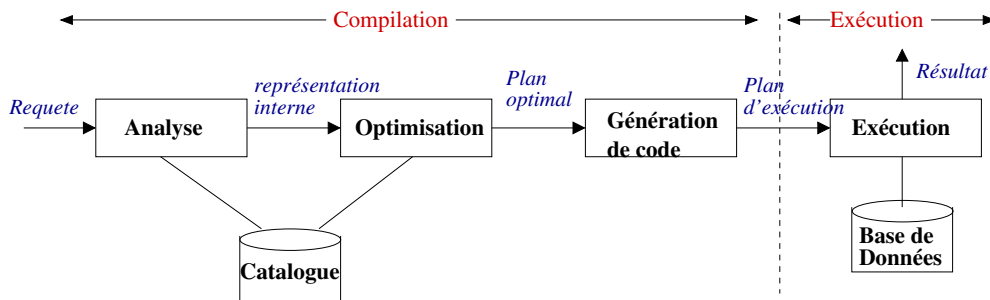 Compilation
Exécution
Requete
représentation
interne
Plan
optimal
Plan
d'exécution
Résultat
Analyse
Optimisation
Génération
de code
Exécution
Catalogue
Base de
Données